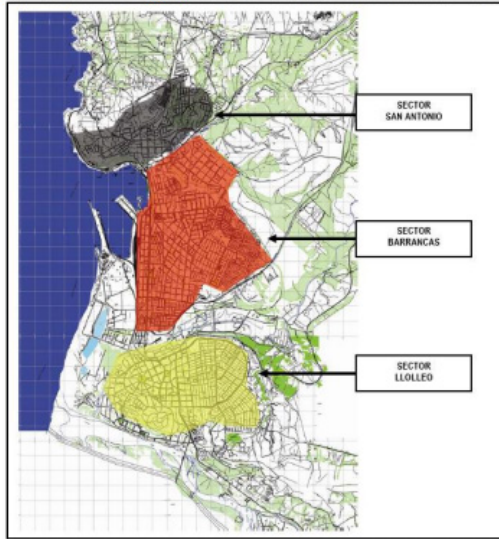 SECTOR
SAN ANTONIO
SECTOR
BARRANCAS
SECTOR
LLOLLEO